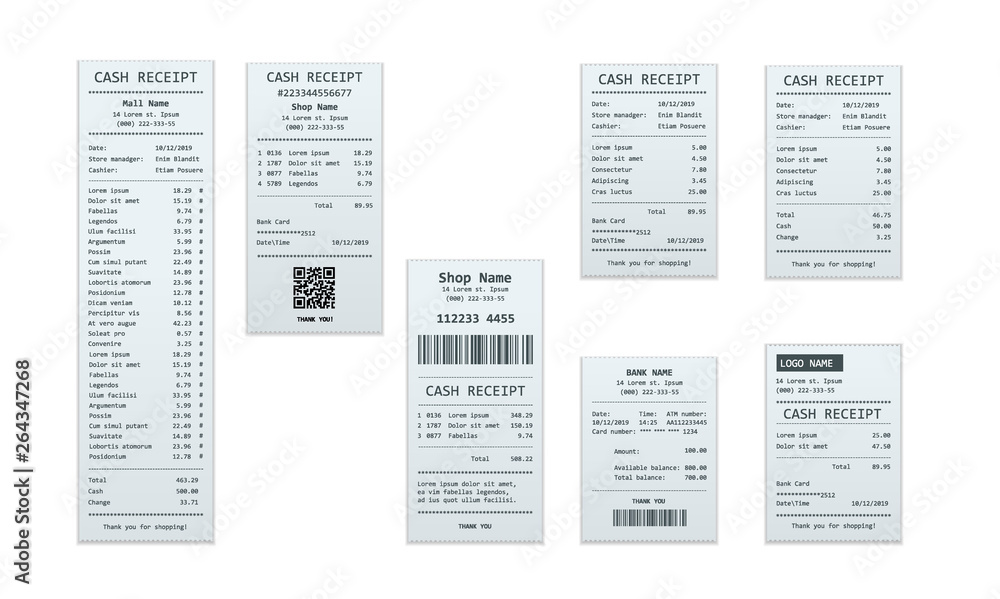 CASH RECEIPT
Mall Name
14 Lorem st. Ipsum
(000) 222-333-55
Date: 10/12/2019
Store manadger: Enim Blandit
Cashier: Etiam Posuere
Lorem ipsum 18.29 #
Dolor sit amet 15.19 #
Fabellas 9.74 #
Legendos 6.79 #
Ulum facilisi 33.95 #
Argumentum 5.99 #
Possim 23.96 #
Cum simul putant 22.49 #
Suavitate 14.89 #
Lobortis atomorum 23.96 #
Posidonium 12.78 #
Dicam veniam 10.12 #
Percipitur vis 8.56 #
At vero augue 42.23 #
Soleat pro 0.57 #
Convenire 3.25 #
Lorem ipsum 18.29 #
Dolor sit amet 15.19 #
Fabellas 9.74 #
Legendos 6.79 #
Ulum facilisi 33.95 #
Argumentum 5.99 #
Possim 23.96 #
Cum simul putant 22.49 #
Suavitate 14.89 #
Lobortis atomorum 23.96 #
Posidonium 12.78 #
Total 463.29
Cash 500.00
Change 33.71
Thank you for shopping!
CASH RECEIPT
#223344556677
Shop Name
14 Lorem st. Ipsum
(000) 222-333-55
1 0136 Lorem ipsum 18.29
2 1787 Dolor sit amet 15.19
3 0877 Fabellas 9.74
4 5789 Legendos 6.79
Total 89.95
Bank Card
************2512
Date\Time 10/12/2019
THANK YOU!
Shop Name
14 Lorem st. Ipsum
(000) 222-333-55
112233 4455
CASH RECEIPT
1 0136 Lorem ipsum 348.29
2 1787 Dolor sit amet 150.19
3 0877 Fabellas 9.74
Total 508.22
Lorem ipsum dolor sit amet,
ea vim fabellas legendos,
ad eius audiam ius
THANK YOU
CASH RECEIPT
Date: 10/12/2019
Store manadger: Enim Blandit
Cashier: Etiam Posuere
Lorem ipsum 5.00
Dolor sit amet 4.50
Consectetur 7.80
Adipiscing 3.45
Cras luctus 25.00
Total 89.95
Bank Card
************2512
Date\Time 10/12/2019
Thank you for shopping!
CASH RECEIPT
Date: 10/12/2019
Store manadger: Enim Blandit
Cashier: Etiam Posuere
Lorem ipsum 5.00
Dolor sit amet 4.50
Consectetur 7.80
Adipiscing 3.45
Cras luctus 25.00
Total 46.75
Cash 50.00
Change 3.25
Thank you for shopping!
BANK NAME
14 Lorem st. Ipsum
(000) 222-333-55
Date: Time: ATM number:
10/12/2019 14:25 AA112233445
Card number: **** **** **** 1234
Amount: 100.00
Available balance: 800.00
Total balance: 700.00
THANK YOU
LOGO NAME
14 Lorem st. Ipsum
(000) 222-333-55
CASH RECEIPT
Lorem ipsum 25.00
Dolor sit amet 47.50
Total 89.95
Bank Card
************2512
Date\Time 10/12/2019
Thank you for shopping!
Adobe Stock | #264347268